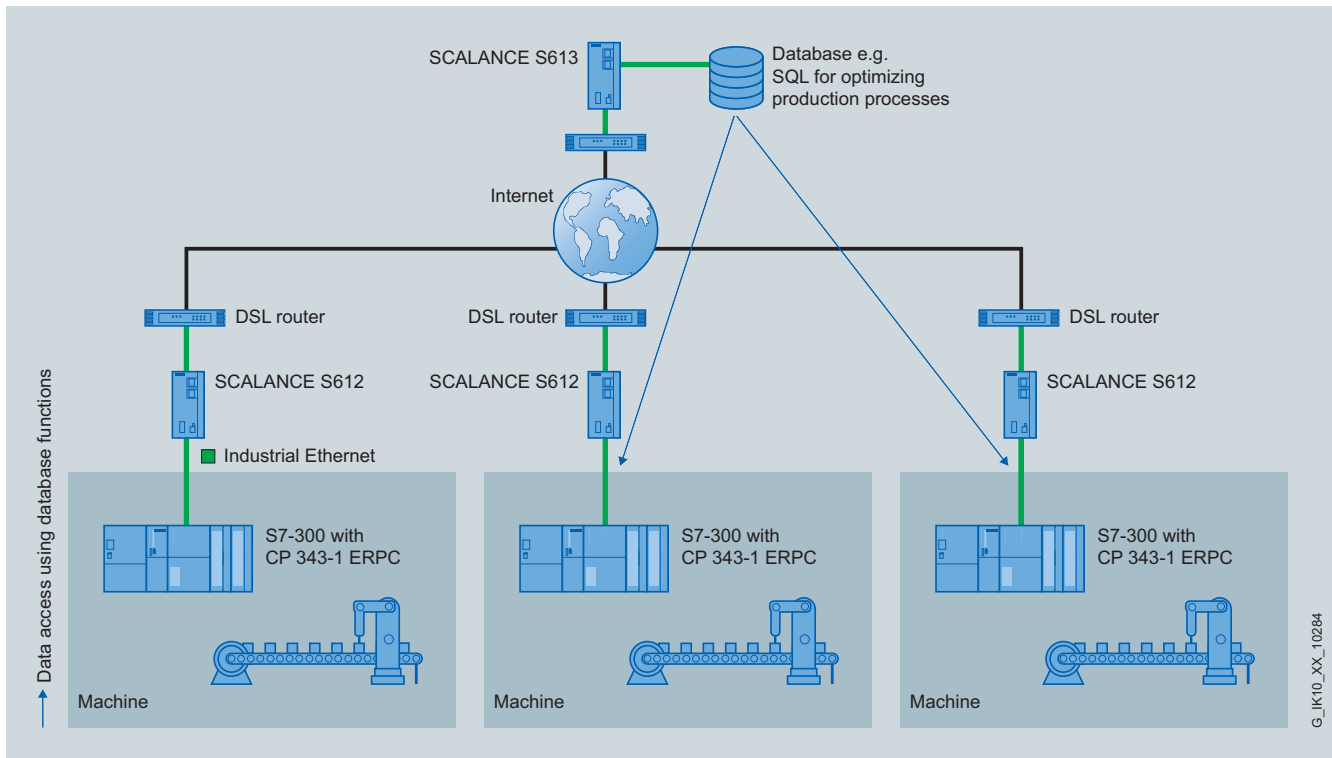 SCALANCE S613
Database e.g.
SQL for optimizing
production processes
Internet
DSL router
DSL router
DSL router
SCALANCE S612
SCALANCE S612
SCALANCE S612
Industrial Ethernet
Data access using database functions
S7-300 with
CP 343-1 ERPC
S7-300 with
CP 343-1 ERPC
S7-300 with
CP 343-1 ERPC
Machine
Machine
Machine
G_IK10_XX_10284